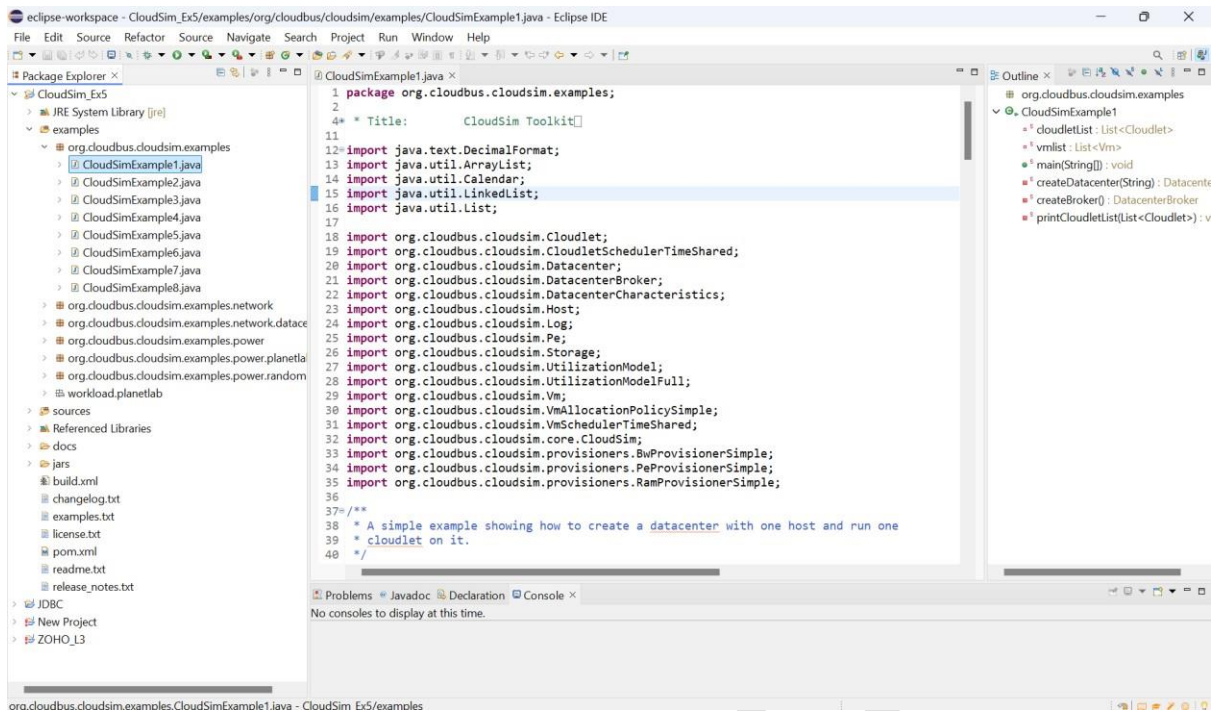 eclipse-workspace - CloudSim_Ex5/examples/org/cloudbus/cloudsim/examples/CloudSimExample1.java - Eclipse IDE
File Edit Source Refactor Source Navigate Search Project Run Window Help
Package Explorer ×
CloudSim_Ex5
JRE System Library [jre]
examples
org.cloudbus.cloudsim.examples
CloudSimExample1.java
CloudSimExample2.java
CloudSimExample3.java
CloudSimExample4.java
CloudSimExample5.java
CloudSimExample6.java
CloudSimExample7.java
CloudSimExample8.java
org.cloudbus.cloudsim.examples.network
org.cloudbus.cloudsim.examples.network.datace
org.cloudbus.cloudsim.examples.power
org.cloudbus.cloudsim.examples.power.planetla
org.cloudbus.cloudsim.examples.power.random
workload.planetlab
sources
Referenced Libraries
docs
jars
build.xml
changelog.txt
examples.txt
license.txt
pom.xml
readme.txt
release_notes.txt
JDBC
New Project
ZOHO_L3
CloudSimExample1.java ×
1 package org.cloudbus.cloudsim.examples;
2
4 * Title: CloudSim Toolkit
11
12 import java.text.DecimalFormat;
13 import java.util.ArrayList;
14 import java.util.Calendar;
15 import java.util.LinkedList;
16 import java.util.List;
17
18 import org.cloudbus.cloudsim.Cloudlet;
19 import org.cloudbus.cloudsim.CloudletSchedulerTimeShared;
20 import org.cloudbus.cloudsim.Datacenter;
21 import org.cloudbus.cloudsim.DatacenterBroker;
22 import org.cloudbus.cloudsim.DatacenterCharacteristics;
23 import org.cloudbus.cloudsim.Host;
24 import org.cloudbus.cloudsim.Log;
25 import org.cloudbus.cloudsim.Pe;
26 import org.cloudbus.cloudsim.Storage;
27 import org.cloudbus.cloudsim.UtilizationModel;
28 import org.cloudbus.cloudsim.UtilizationModelFull;
29 import org.cloudbus.cloudsim.Vm;
30 import org.cloudbus.cloudsim.VmAllocationPolicySimple;
31 import org.cloudbus.cloudsim.VmSchedulerTimeShared;
32 import org.cloudbus.cloudsim.core.CloudSim;
33 import org.cloudbus.cloudsim.provisioners.BwProvisionerSimple;
34 import org.cloudbus.cloudsim.provisioners.PeProvisionerSimple;
35 import org.cloudbus.cloudsim.provisioners.RamProvisionerSimple;
36
37 /**
38 * A simple example showing how to create a datacenter with one host and run one
39 * cloudlet on it.
40 */
Outline ×
org.cloudbus.cloudsim.examples
CloudSimExample1
cloudletList : List<Cloudlet>
vmlist : List<Vm>
main(String[]) : void
createDatacenter(String) : Datacente
createBroker() : DatacenterBroker
printCloudletList(List<Cloudlet>) : v
Problems Javadoc Declaration Console ×
No consoles to display at this time.
org.cloudbus.cloudsim.examples.CloudSimExample1.java - CloudSim_Ex5/examples